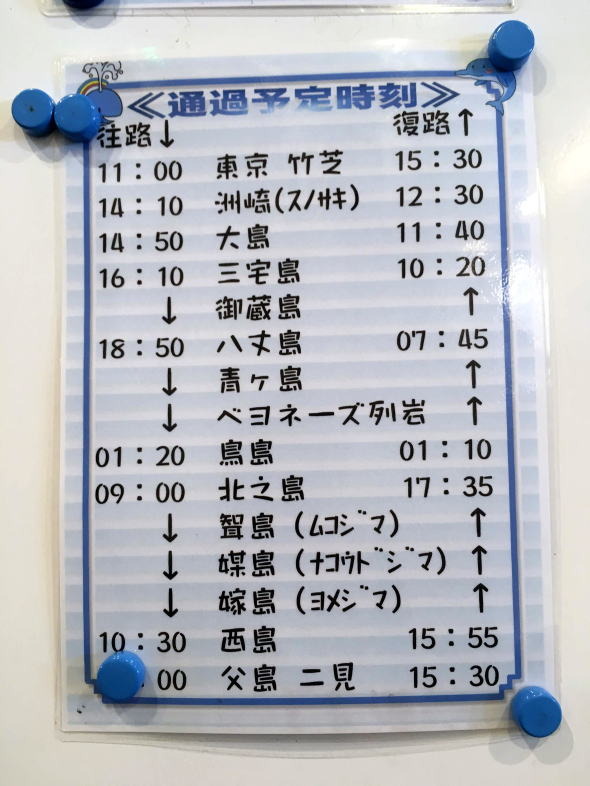 ≪通過予定時刻≫
往路↓ 復路↑
11：00 東京 竹芝 15：30
14：10 洲崎(スノサキ) 12：30
14：50 大島 11：40
16：10 三宅島 10：20
↓ 御蔵島 ↑
18：50 八丈島 07：45
↓ 青ヶ島 ↑
↓ ベヨネーズ列岩 ↑
01：20 鳥島 01：10
09：00 北之島 17：35
↓ 聟島 (ムコジマ) ↑
↓ 媒島 (ナコウドジマ) ↑
↓ 嫁島 (ヨメジマ) ↑
10：30 西島 15：55
：00 父島 二見 15：30